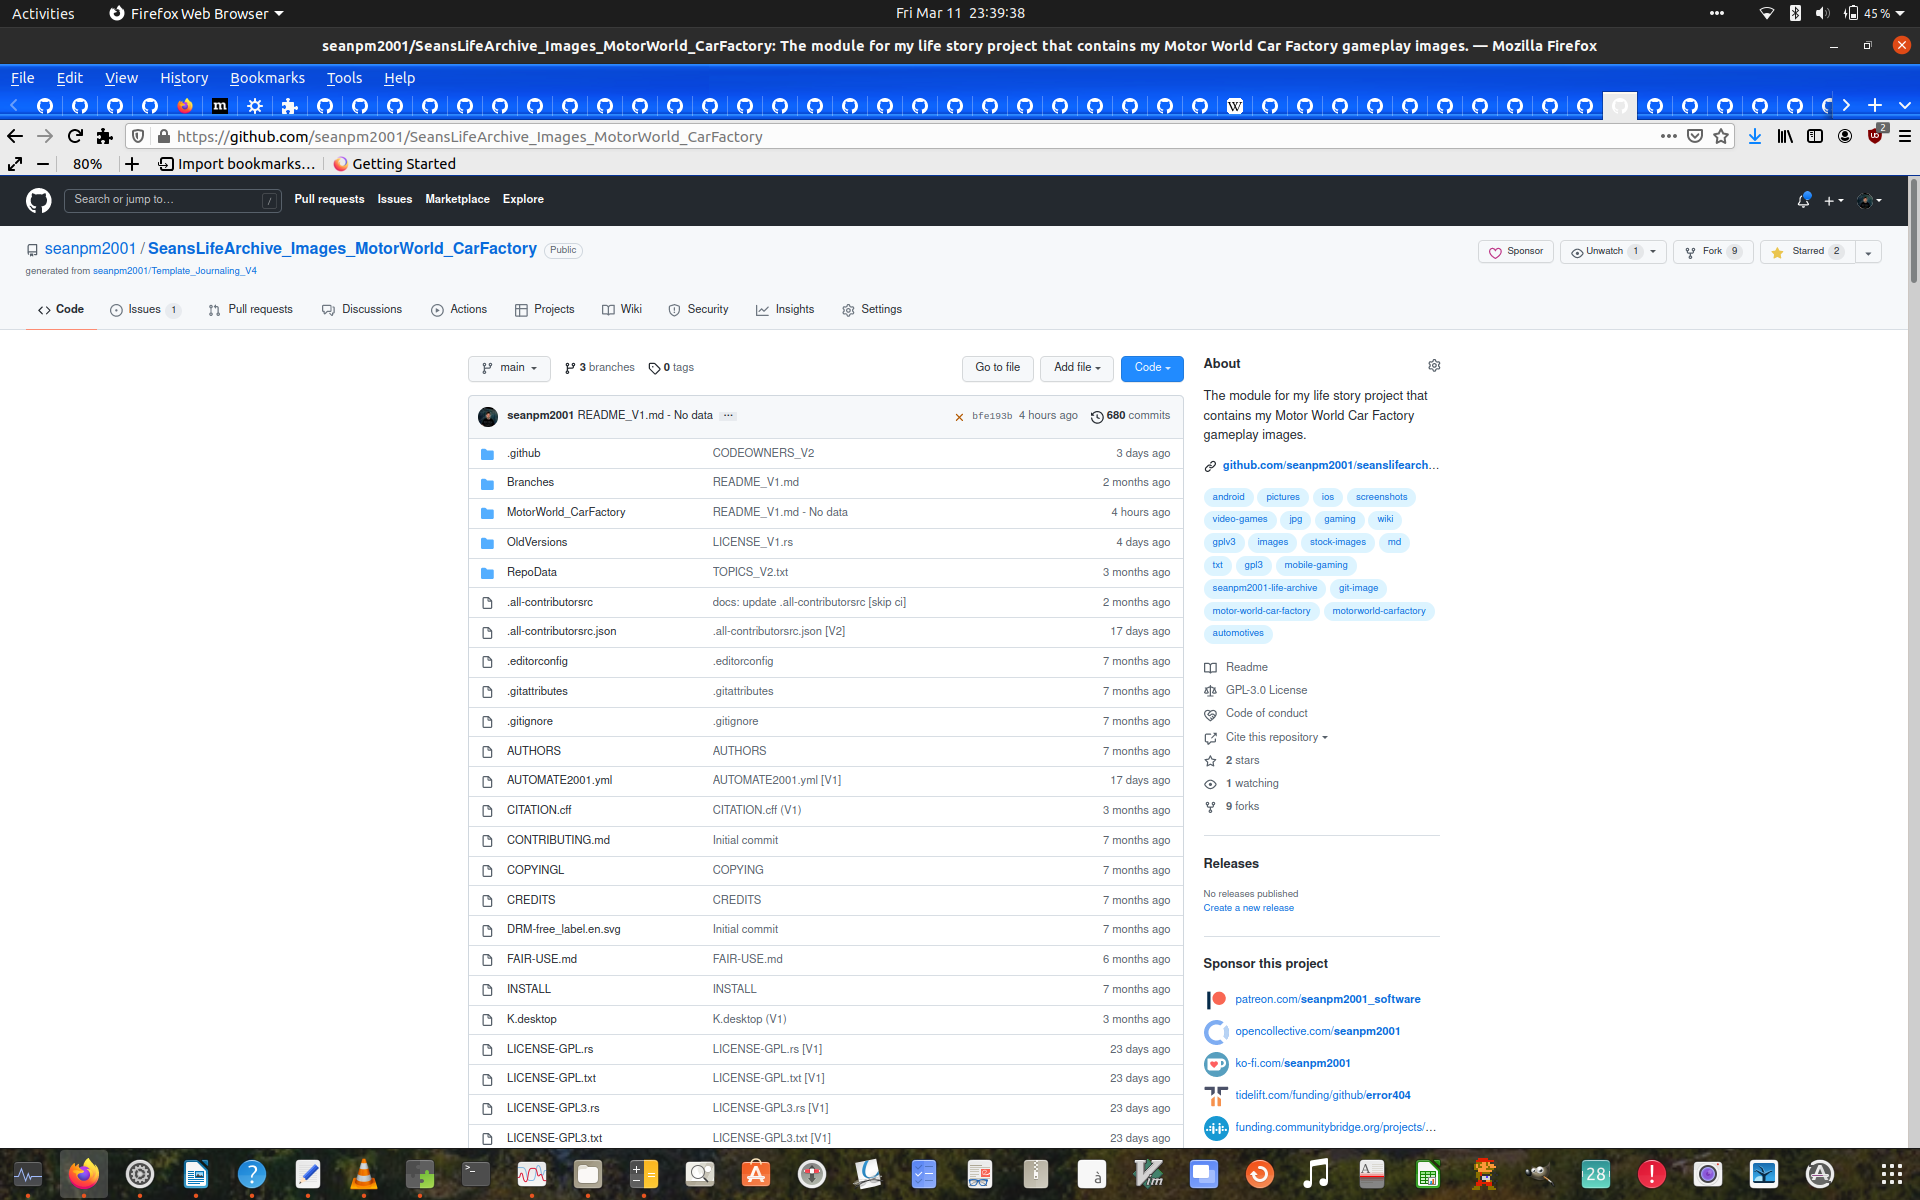 Activities Firefox Web Browser Fri Mar 11 23:39:38 45 %
seanpm2001/SeansLifeArchive_Images_MotorWorld_CarFactory: The module for my life story project that contains my Motor World Car Factory gameplay images. — Mozilla Firefox
File Edit View History Bookmarks Tools Help
https://github.com/seanpm2001/SeansLifeArchive_Images_MotorWorld_CarFactory 2
80% Import bookmarks... Getting Started
Search or jump to... / Pull requests Issues Marketplace Explore
seanpm2001 / SeansLifeArchive_Images_MotorWorld_CarFactory Public Sponsor Unwatch 1 Fork 9 Starred 2
generated from seanpm2001/Template_Journaling_V4
Code Issues 1 Pull requests Discussions Actions Projects Wiki Security Insights Settings
main 3 branches 0 tags Go to file Add file Code
seanpm2001 README_V1.md - No data ... bfe193b 4 hours ago 680 commits
.github CODEOWNERS_V2 3 days ago
Branches README_V1.md 2 months ago
MotorWorld_CarFactory README_V1.md - No data 4 hours ago
OldVersions LICENSE_V1.rs 4 days ago
RepoData TOPICS_V2.txt 3 months ago
.all-contributorsrc docs: update .all-contributorsrc [skip ci] 2 months ago
.all-contributorsrc.json .all-contributorsrc.json [V2] 17 days ago
.editorconfig .editorconfig 7 months ago
.gitattributes .gitattributes 7 months ago
.gitignore .gitignore 7 months ago
AUTHORS AUTHORS 7 months ago
AUTOMATE2001.yml AUTOMATE2001.yml [V1] 17 days ago
CITATION.cff CITATION.cff (V1) 3 months ago
CONTRIBUTING.md Initial commit 7 months ago
COPYINGL COPYING 7 months ago
CREDITS CREDITS 7 months ago
DRM-free_label.en.svg Initial commit 7 months ago
FAIR-USE.md FAIR-USE.md 6 months ago
INSTALL INSTALL 7 months ago
K.desktop K.desktop (V1) 3 months ago
LICENSE-GPL.rs LICENSE-GPL.rs [V1] 23 days ago
LICENSE-GPL.txt LICENSE-GPL.txt [V1] 23 days ago
LICENSE-GPL3.rs LICENSE-GPL3.rs [V1] 23 days ago
LICENSE-GPL3.txt LICENSE-GPL3.txt [V1] 23 days ago
About
The module for my life story project that
contains my Motor World Car Factory
gameplay images.
github.com/seanpm2001/seanslifearch...
android pictures ios screenshots
video-games jpg gaming wiki
gplv3 images stock-images md
txt gpl3 mobile-gaming
seanpm2001-life-archive git-image
motor-world-car-factory motorworld-carfactory
automotives
Readme
GPL-3.0 License
Code of conduct
Cite this repository
2 stars
1 watching
9 forks
Releases
No releases published
Create a new release
Sponsor this project
patreon.com/seanpm2001_software
opencollective.com/seanpm2001
ko-fi.com/seanpm2001
tidelift.com/funding/github/error404
funding.communitybridge.org/projects/...
28